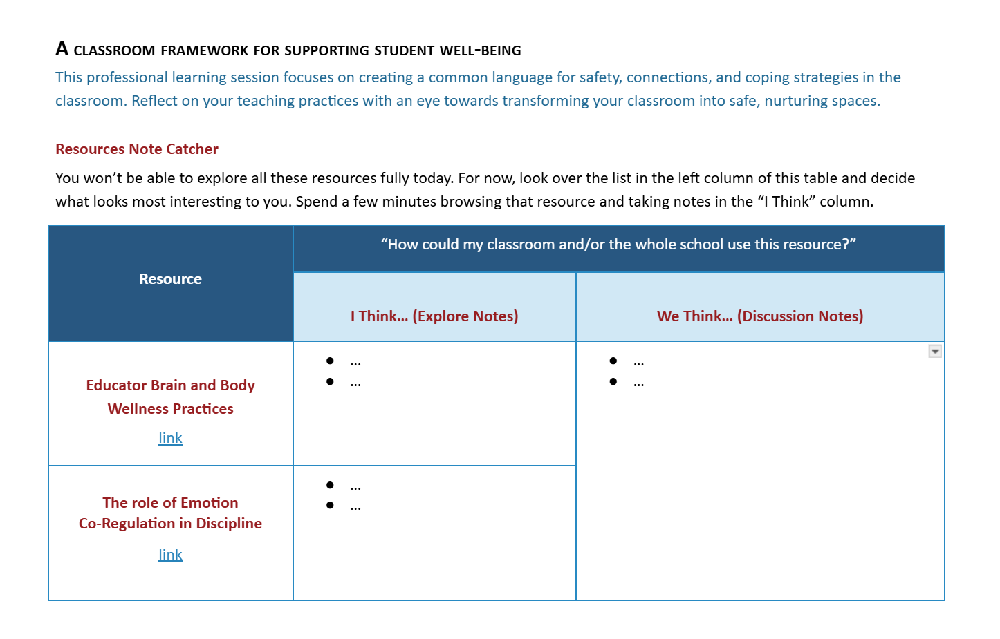 A CLASSROOM FRAMEWORK FOR SUPPORTING STUDENT WELL-BEING
This professional learning session focuses on creating a common language for safety, connections, and coping strategies in the
classroom. Reflect on your teaching practices with an eye towards transforming your classroom into safe, nurturing spaces.
Resources Note Catcher
You won’t be able to explore all these resources fully today. For now, look over the list in the left column of this table and decide
what looks most interesting to you. Spend a few minutes browsing that resource and taking notes in the “I Think” column.
Resource
“How could my classroom and/or the whole school use this resource?”
I Think... (Explore Notes)
We Think... (Discussion Notes)
Educator Brain and Body
Wellness Practices
link
● ...
● ...
● ...
● ...
The role of Emotion
Co-Regulation in Discipline
link
● ...
● ...